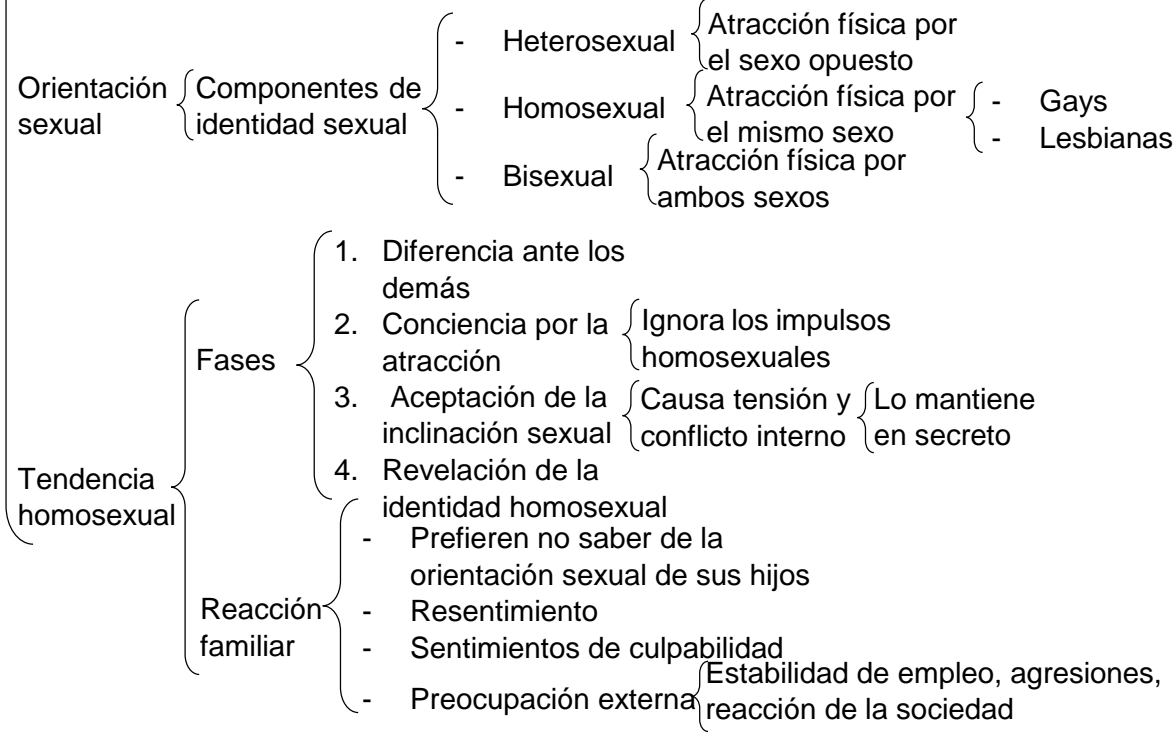 Orientación
sexual
Componentes de
identidad sexual
- Heterosexual
Atracción física por
el sexo opuesto
- Homosexual
Atracción física por
el mismo sexo
- Gays
- Lesbianas
- Bisexual
Atracción física por
ambos sexos
Tendencia
homosexual
Fases
1. Diferencia ante los
demás
2. Conciencia por la
atracción
Ignora los impulsos
homosexuales
3. Aceptación de la
inclinación sexual
Causa tensión y
conflicto interno
Lo mantiene
en secreto
4. Revelación de la
identidad homosexual
Reacción
familiar
- Prefieren no saber de la
orientación sexual de sus hijos
- Resentimiento
- Sentimientos de culpabilidad
- Preocupación externa
Estabilidad de empleo, agresiones,
reacción de la sociedad